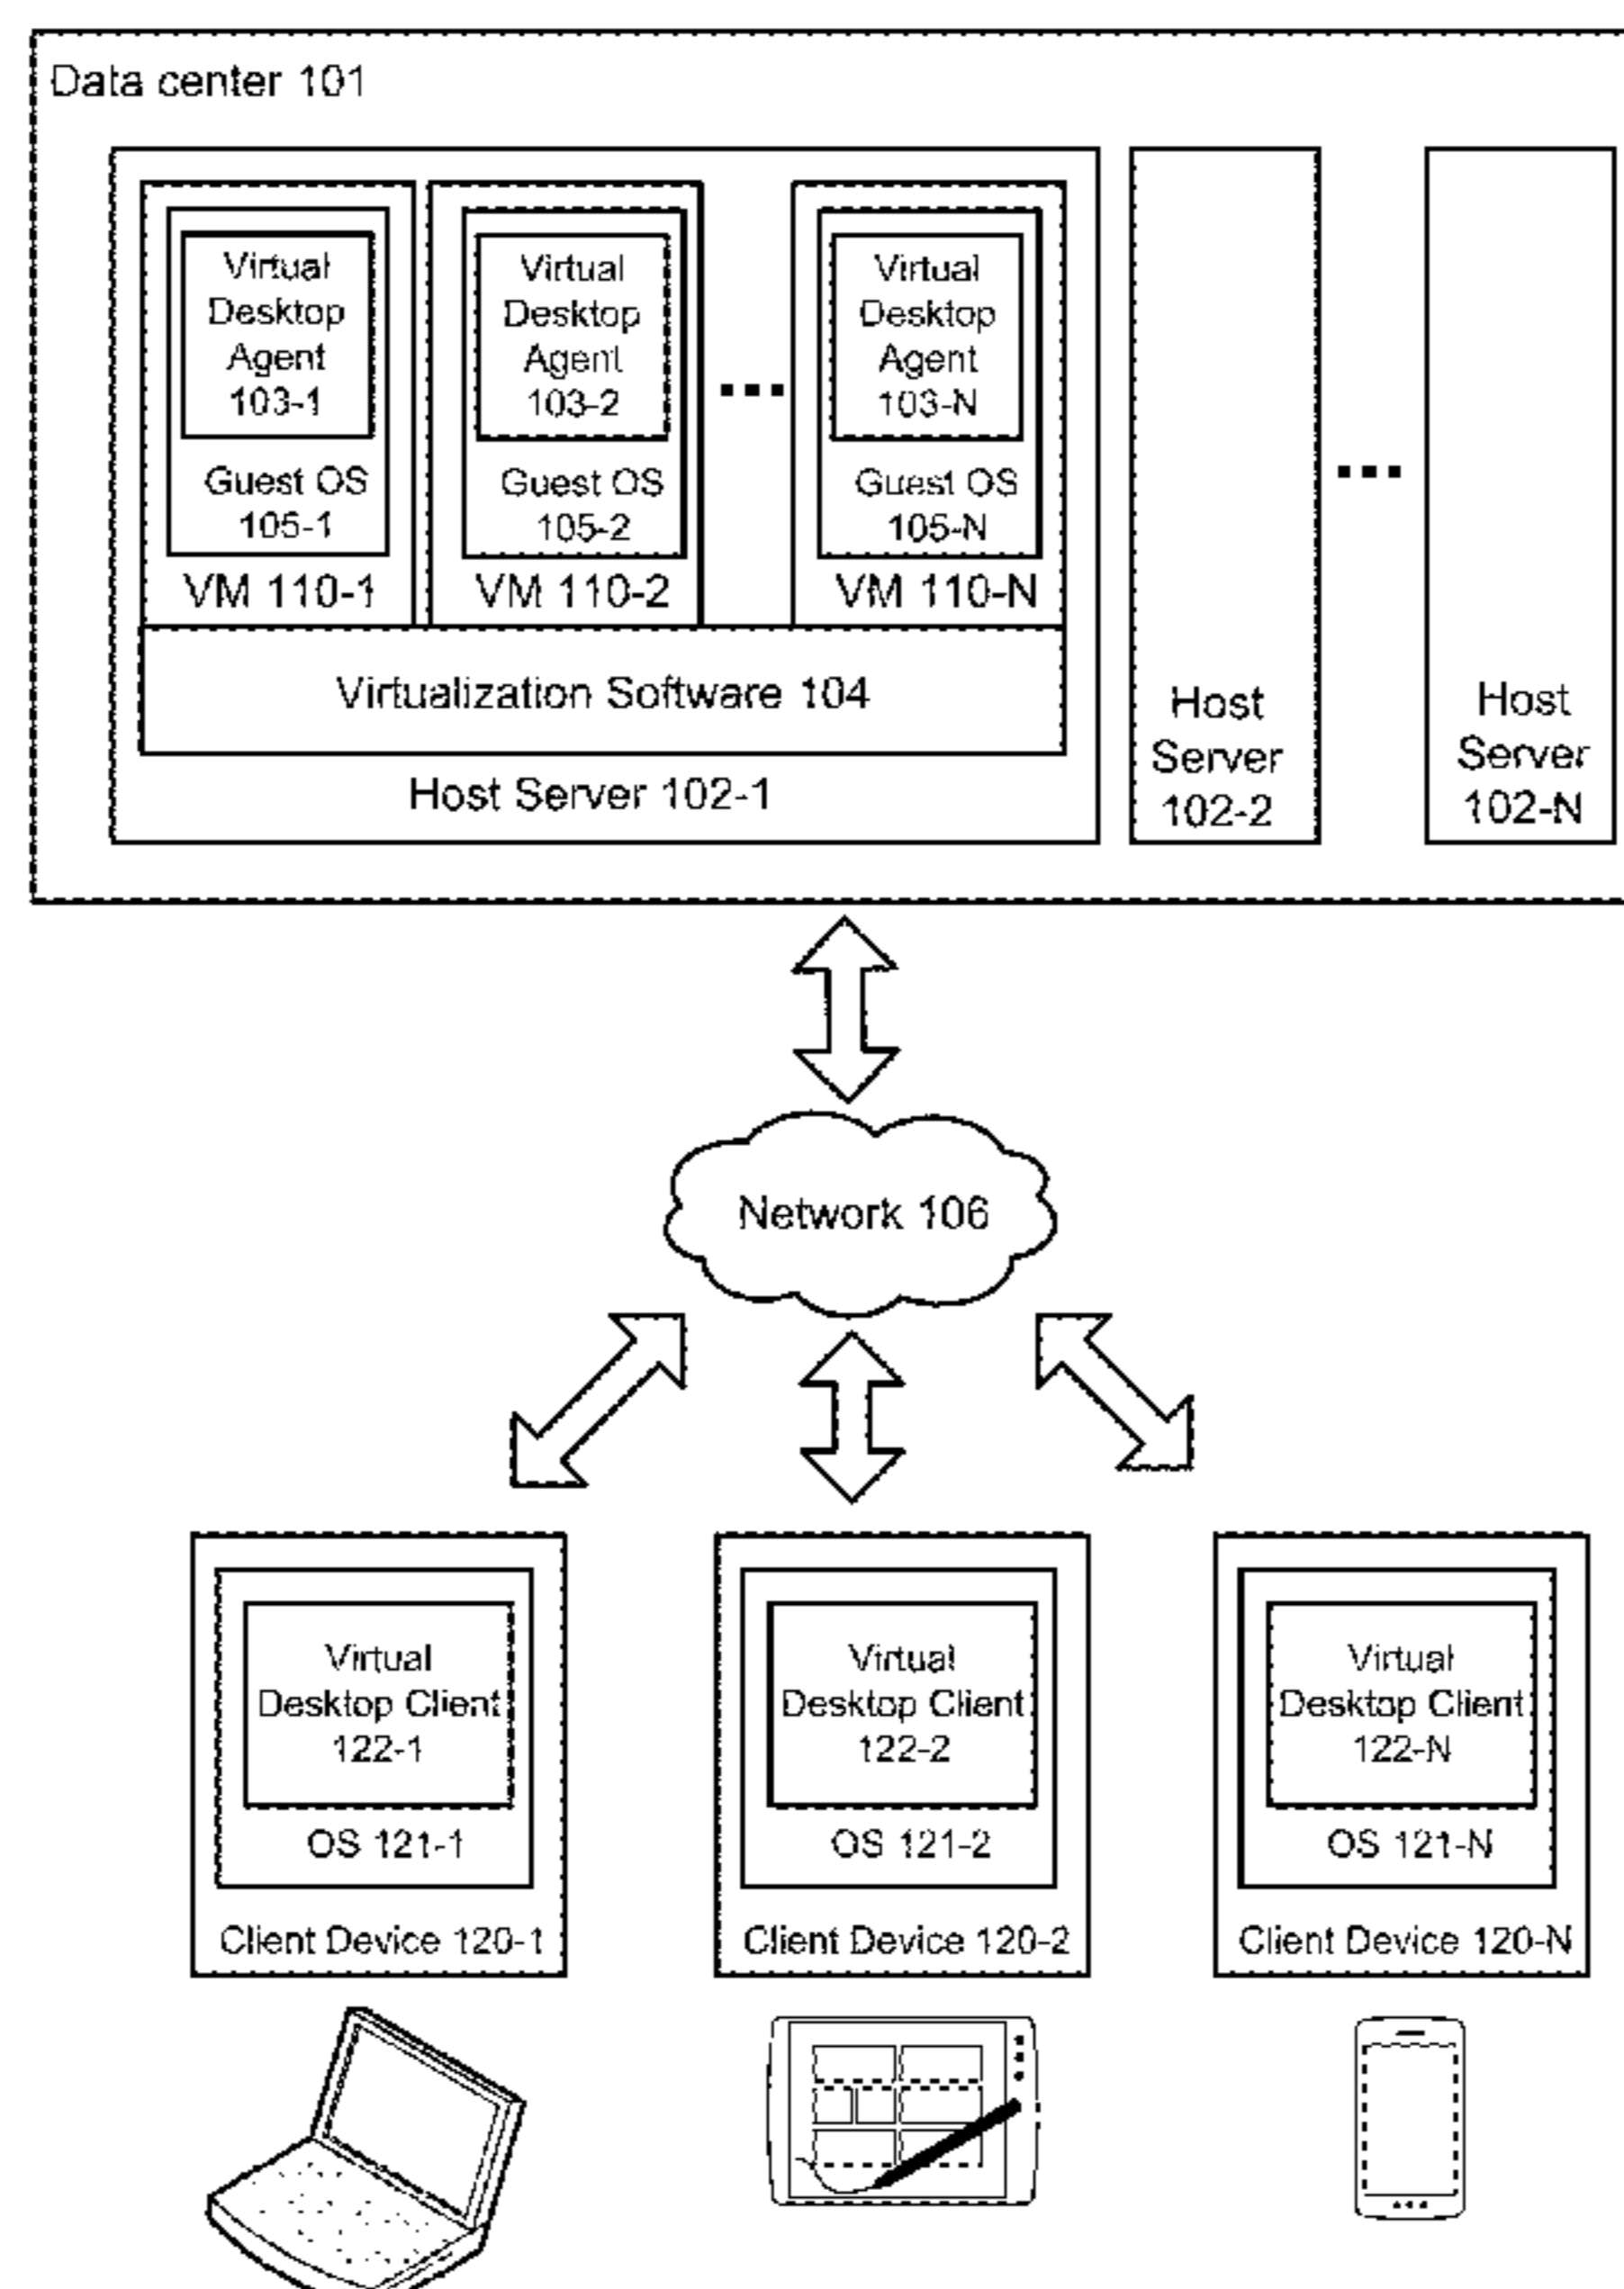 Data center 101
Virtual
Desktop
Agent
103-1
Guest OS
105-1
VM 110-1
Virtual
Desktop
Agent
103-2
Guest OS
105-2
VM 110-2
...
Virtual
Desktop
Agent
103-N
Guest OS
105-N
VM 110-N
Virtualization Software 104
Host Server 102-1
Host
Server
102-2
...
Host
Server
102-N
Network 106
Virtual
Desktop Client
122-1
OS 121-1
Client Device 120-1
Virtual
Desktop Client
122-2
OS 121-2
Client Device 120-2
Virtual
Desktop Client
122-N
OS 121-N
Client Device 120-N